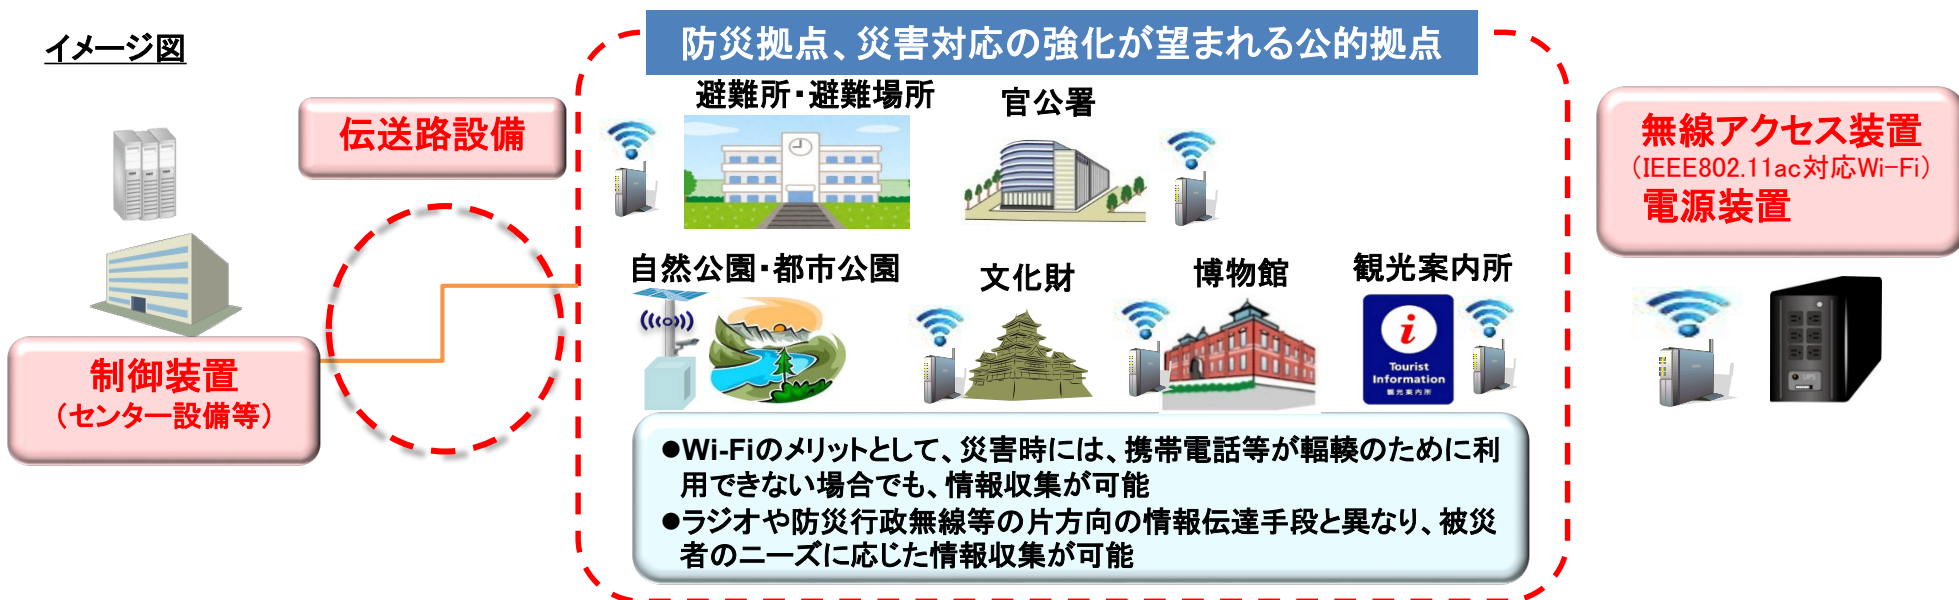 イメージ図
防災拠点、災害対応の強化が望まれる公的拠点
伝送路設備
避難所・避難場所
官公署
無線アクセス装置
（IEEE802.11ac対応Wi-Fi）
電源装置
自然公園・都市公園
文化財
博物館
観光案内所
i
Tourist
Information
観光案内所
制御装置
（センター設備等）
UPS
●Wi-Fiのメリットとして、災害時には、携帯電話等が輻輳のために利
用できない場合でも、情報収集が可能
●ラジオや防災行政無線等の片方向の情報伝達手段と異なり、被災
者のニーズに応じた情報収集が可能